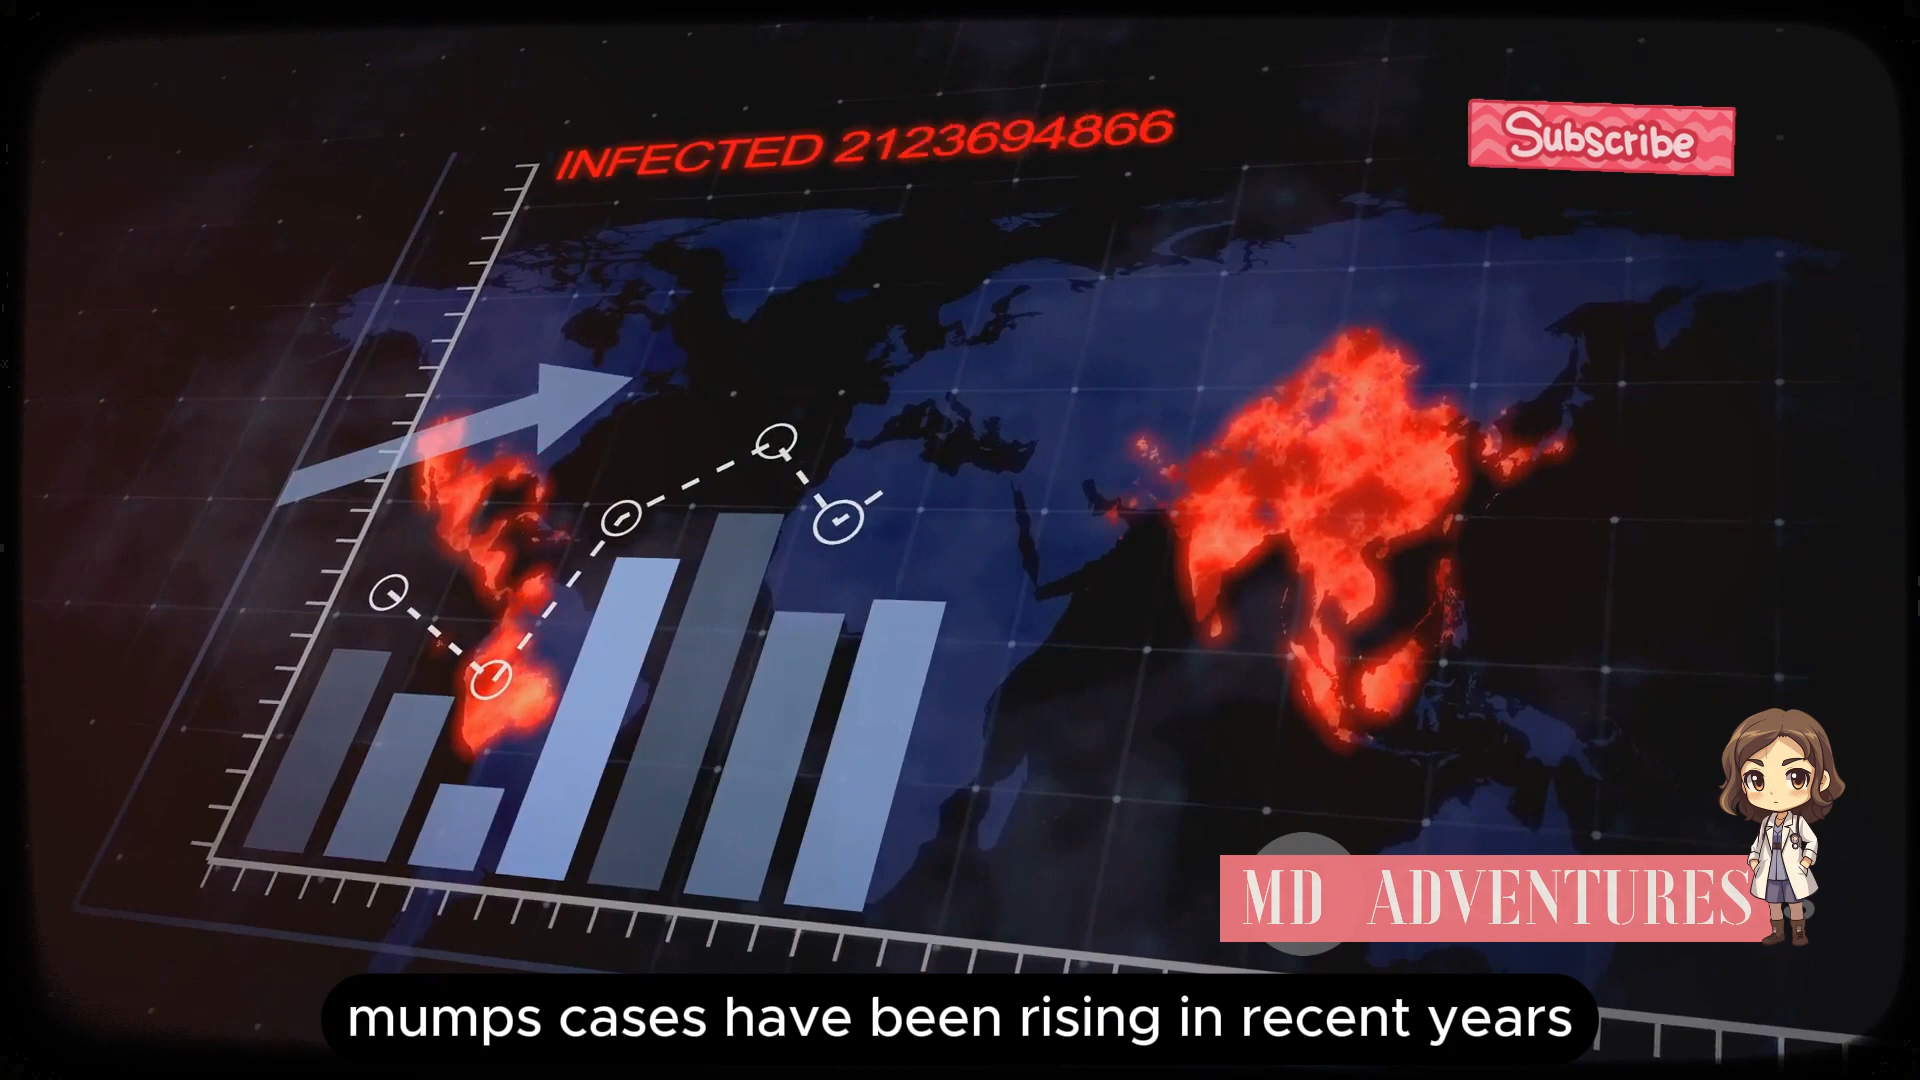 INFECTED 2123694866
Subscribe
MD ADVENTURES
mumps cases have been rising in recent years